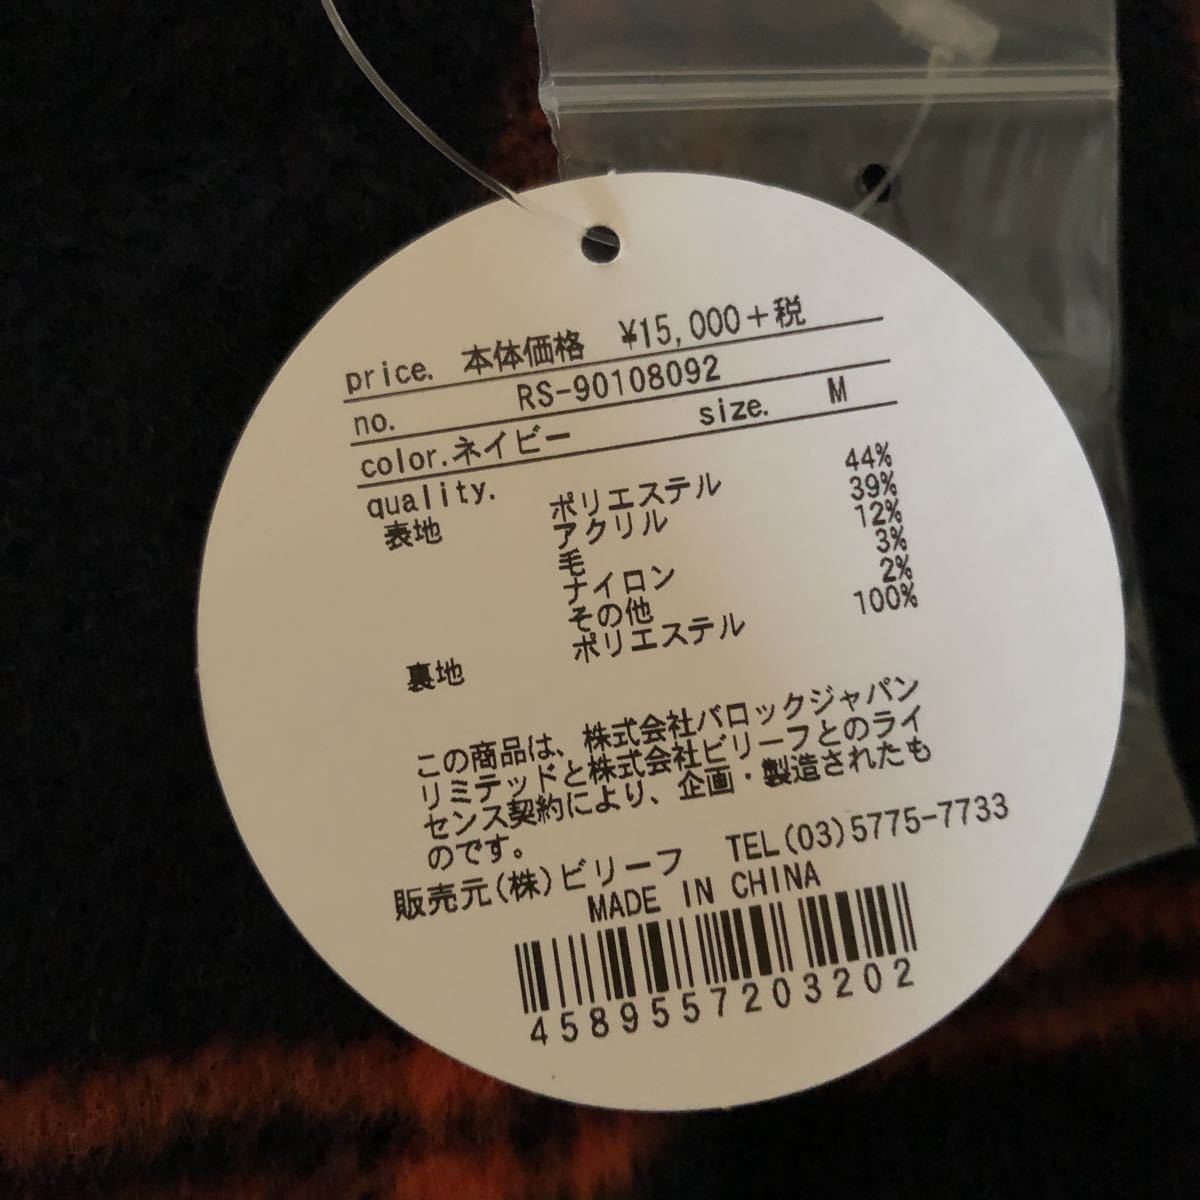 price. 本体価格 ¥15,000+税
no. RS-90108092
color.ネイビー size. M
quality.
表地 ポリエステル 44%
アクリル 39%
毛 12%
ナイロン 3%
その他 2%
裏地 ポリエステル 100%
この商品は、株式会社バロックジャパン
リミテッドと株式会社ビリーフとのライ
センス契約により、企画・製造されたも
のです。
販売元(株)ビリーフ TEL(03)5775-7733
MADE IN CHINA
4589557203202